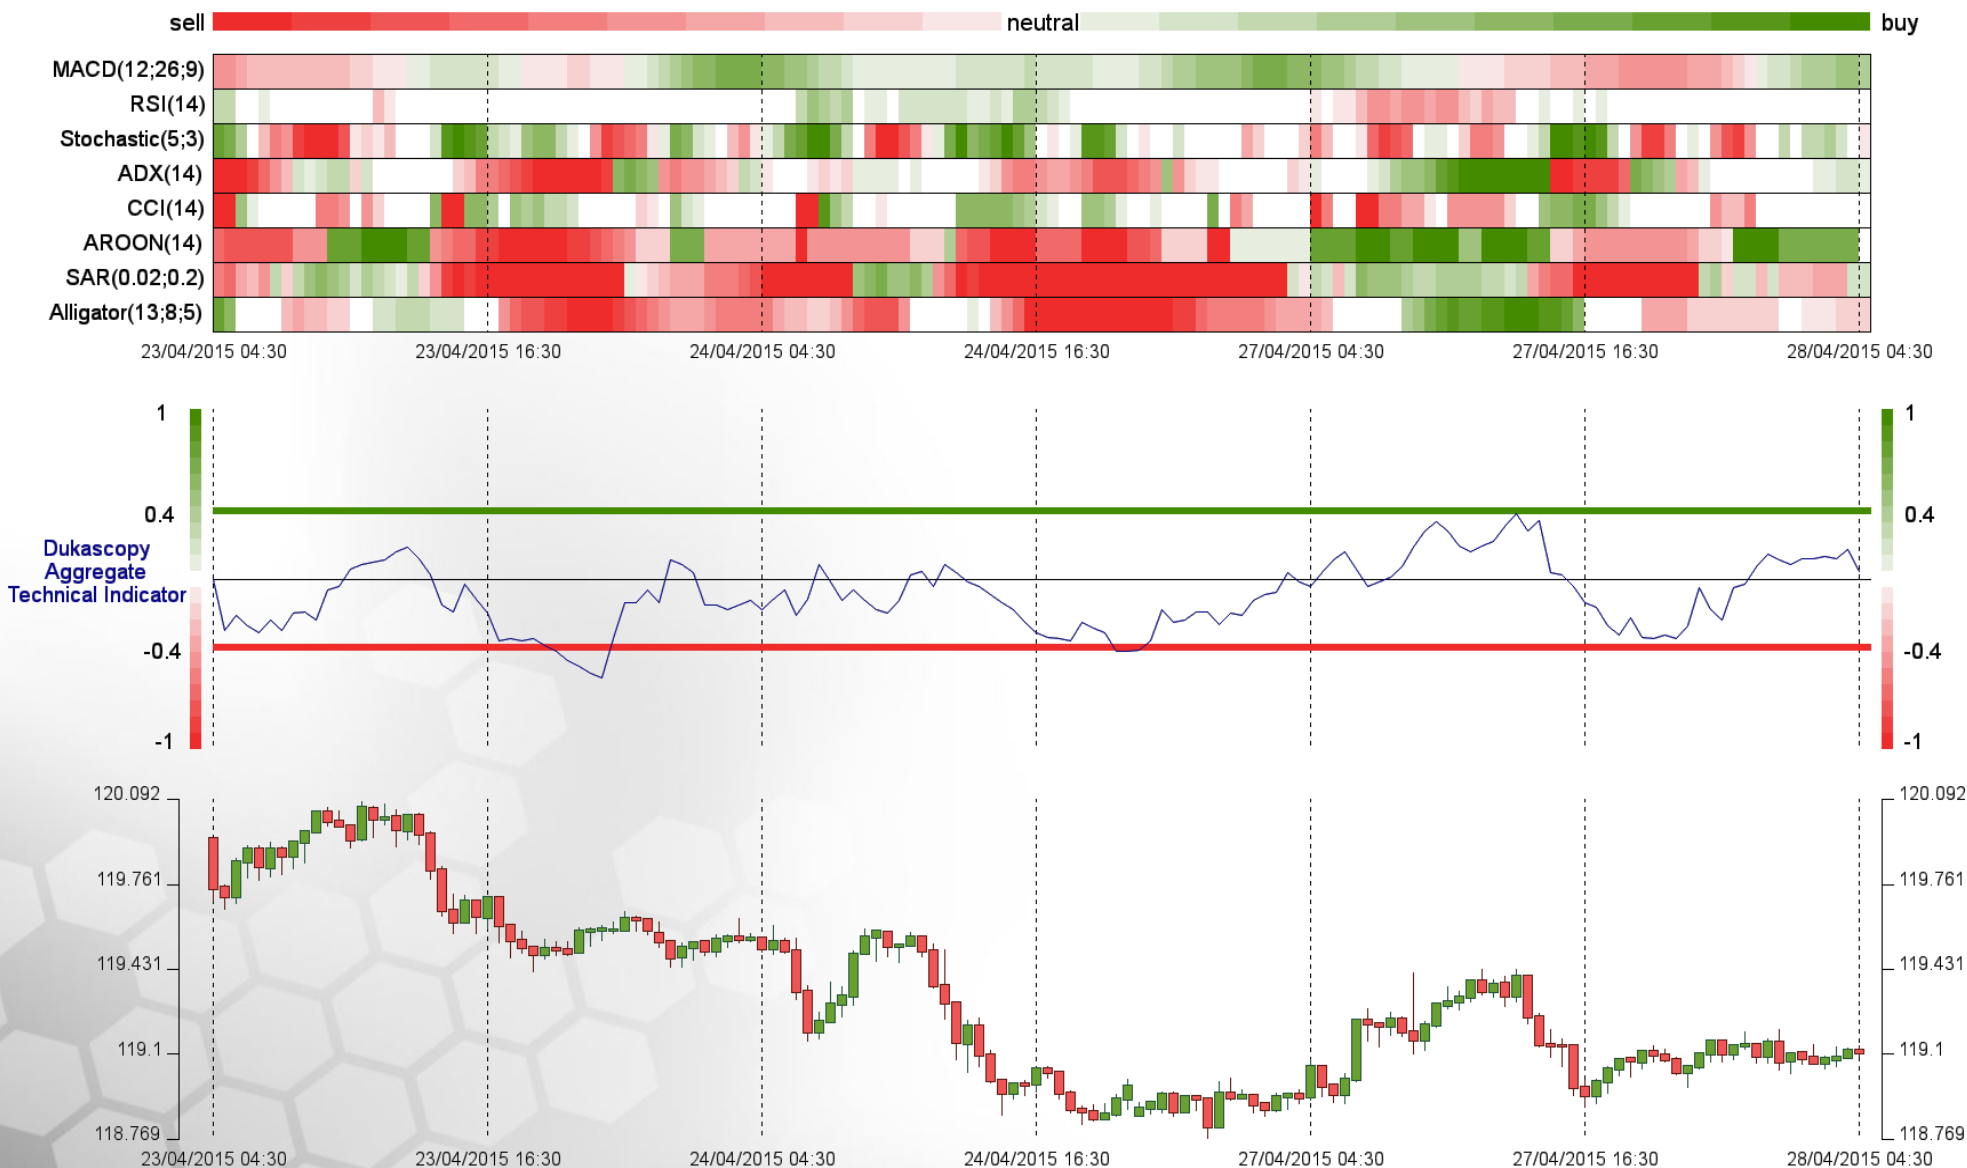 sell neutral buy
MACD(12;26;9)
RSI(14)
Stochastic(5;3)
ADX(14)
CCI(14)
AROON(14)
SAR(0.02;0.2)
Alligator(13;8;5)
23/04/2015 04:30 23/04/2015 16:30 24/04/2015 04:30 24/04/2015 16:30 27/04/2015 04:30 27/04/2015 16:30 28/04/2015 04:30
1 1
0.4 0.4
Dukascopy
Aggregate
Technical Indicator
-0.4 -0.4
-1 -1
120.092 120.092
119.761 119.761
119.431 119.431
119.1 119.1
118.769 118.769
23/04/2015 04:30 23/04/2015 16:30 24/04/2015 04:30 24/04/2015 16:30 27/04/2015 04:30 27/04/2015 16:30 28/04/2015 04:30